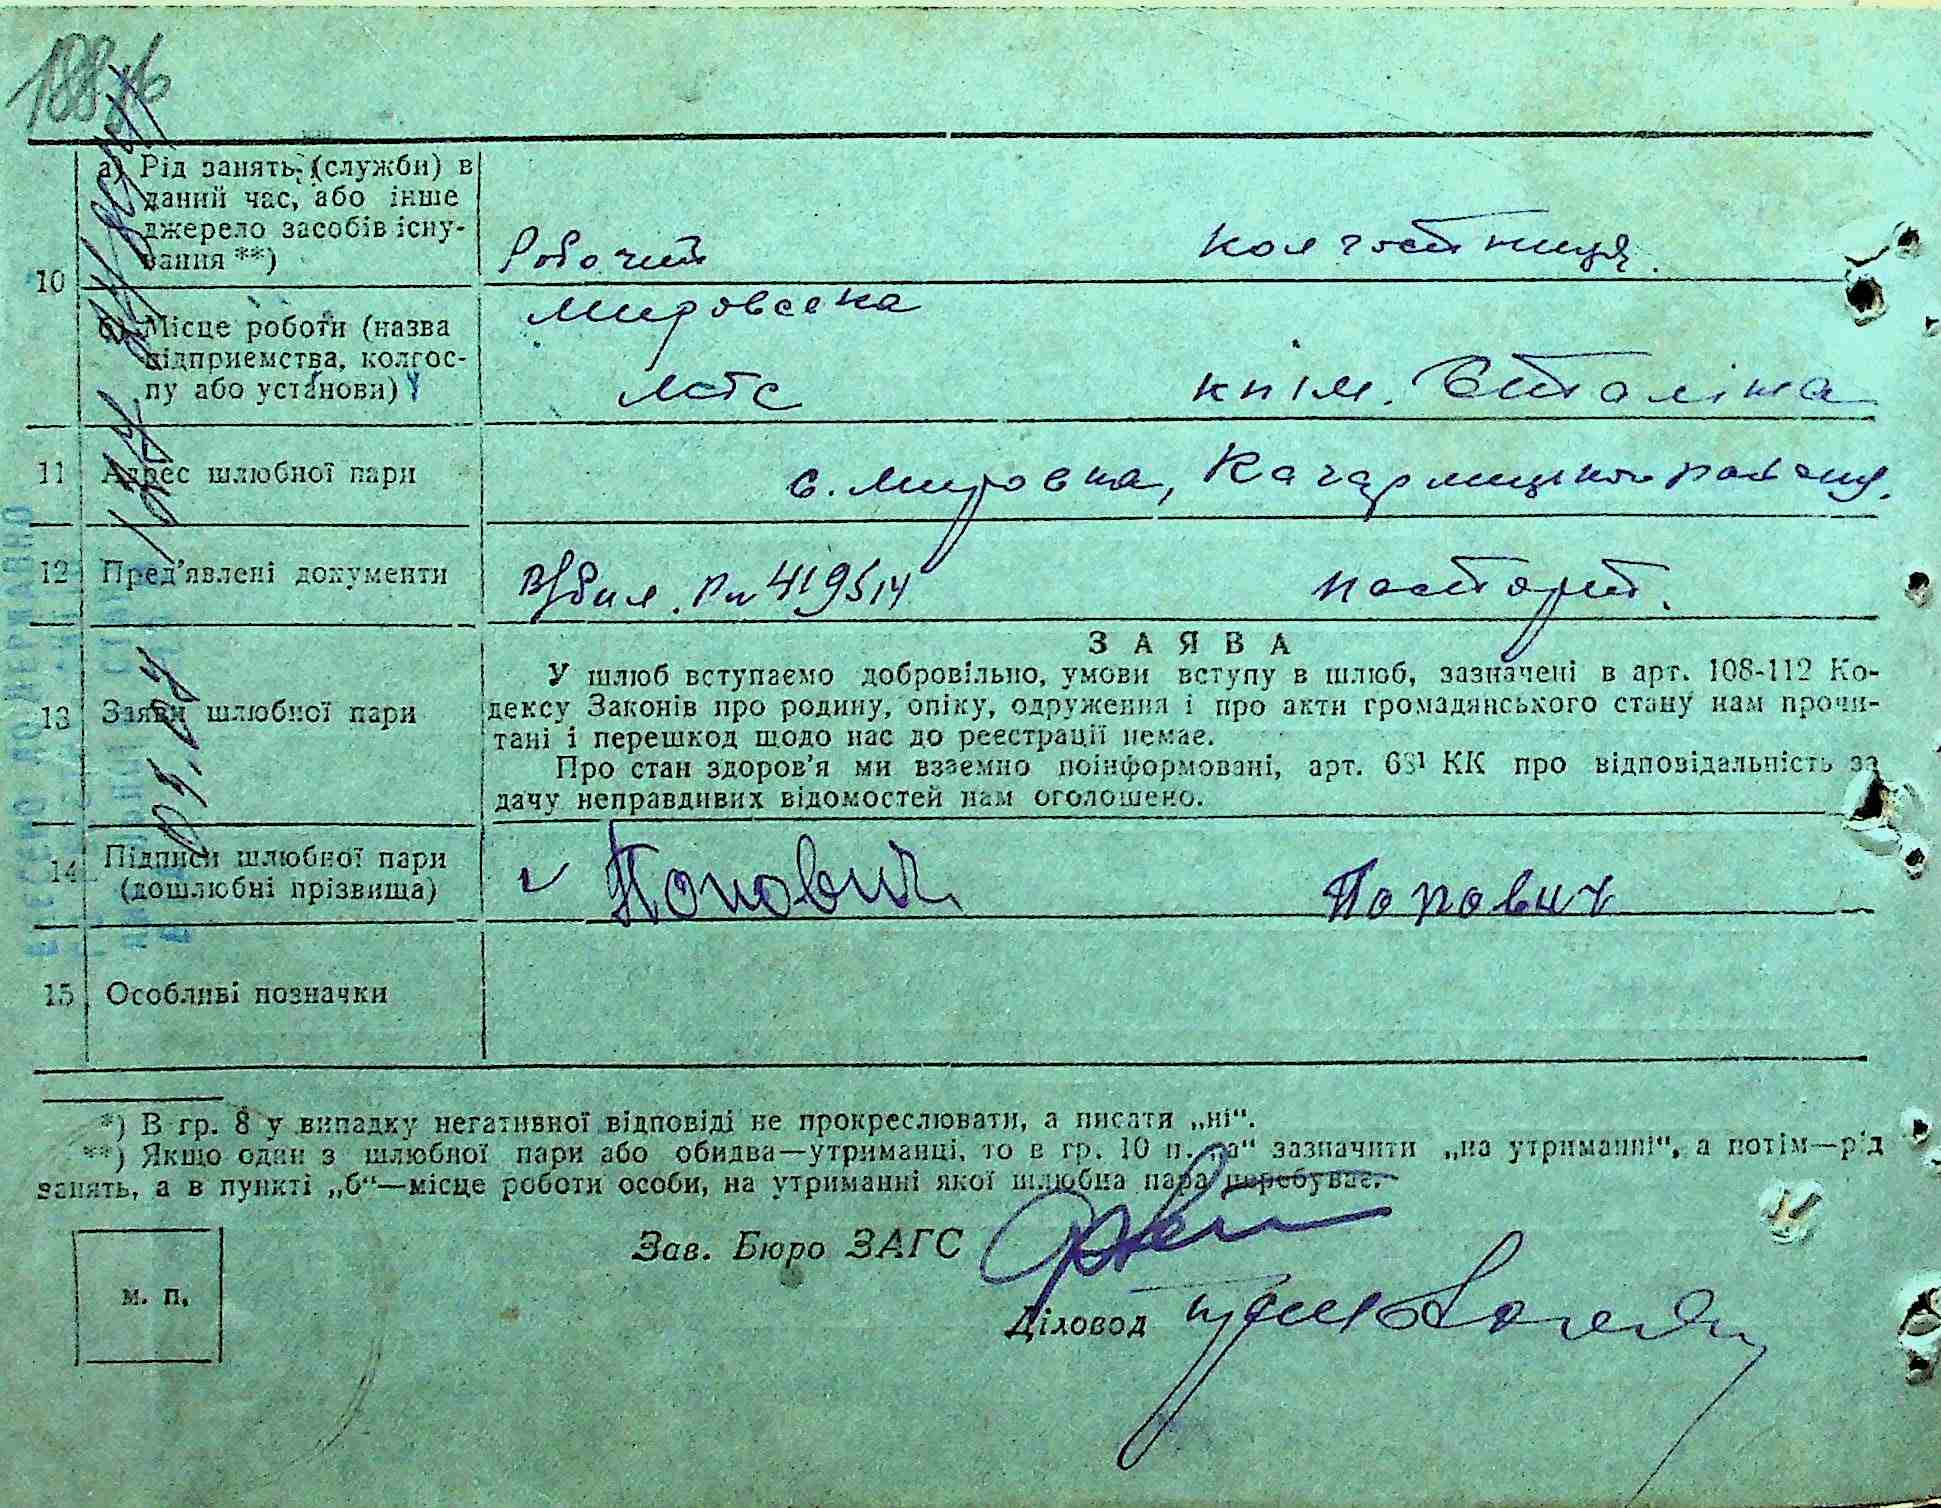 188
10
а) Рід занять (службн) в
даний час, або інше
джерело засобів існу-
вання **)
Робочий
колгостниця.
б) Місце роботи (назва
підприемства, колгос-
пу або установи)
Мировська
МТС
кп ім. Сталіна
11
Адрес шлюбної пари
с. Мировка, Кагарлицького району.
12
Пред'явлені документи
В/бил. Рп 419514
паспорт.
13
Заяви шлюбної пари
ЗАЯВА
У шлюб вступаємо добровільно, умови вступу в шлюб, зазначені в арт. 108-112 Ко-
дексу Законів про родину, опіку, одруження і про акти громадянського стану нам прочи-
тані і перешкод щодо нас до реєстрації немає.
Про стан здоров'я ми взаємно поінформовані, арт. 68¹ КК про відповідальність за
дачу неправдивих відомостей нам оголошено.
14
Підписи шлюбної пари
(дошлюбні прізвища)
Попович
Попович
15
Особливі позначки
*) В гр. 8 у випадку негативної відповіді не прокреслювати, а писати „ні“.
**) Якщо один з шлюбної пари або обидва—утриманці, то в гр. 10 п. „а“ зазначити „на утриманні“, а потім—рід
занять, а в пункті „б“—місце роботи особи, на утриманні якої шлюбна пара перебуває.
Зав. Бюро ЗАГС
Діловод
м. п.